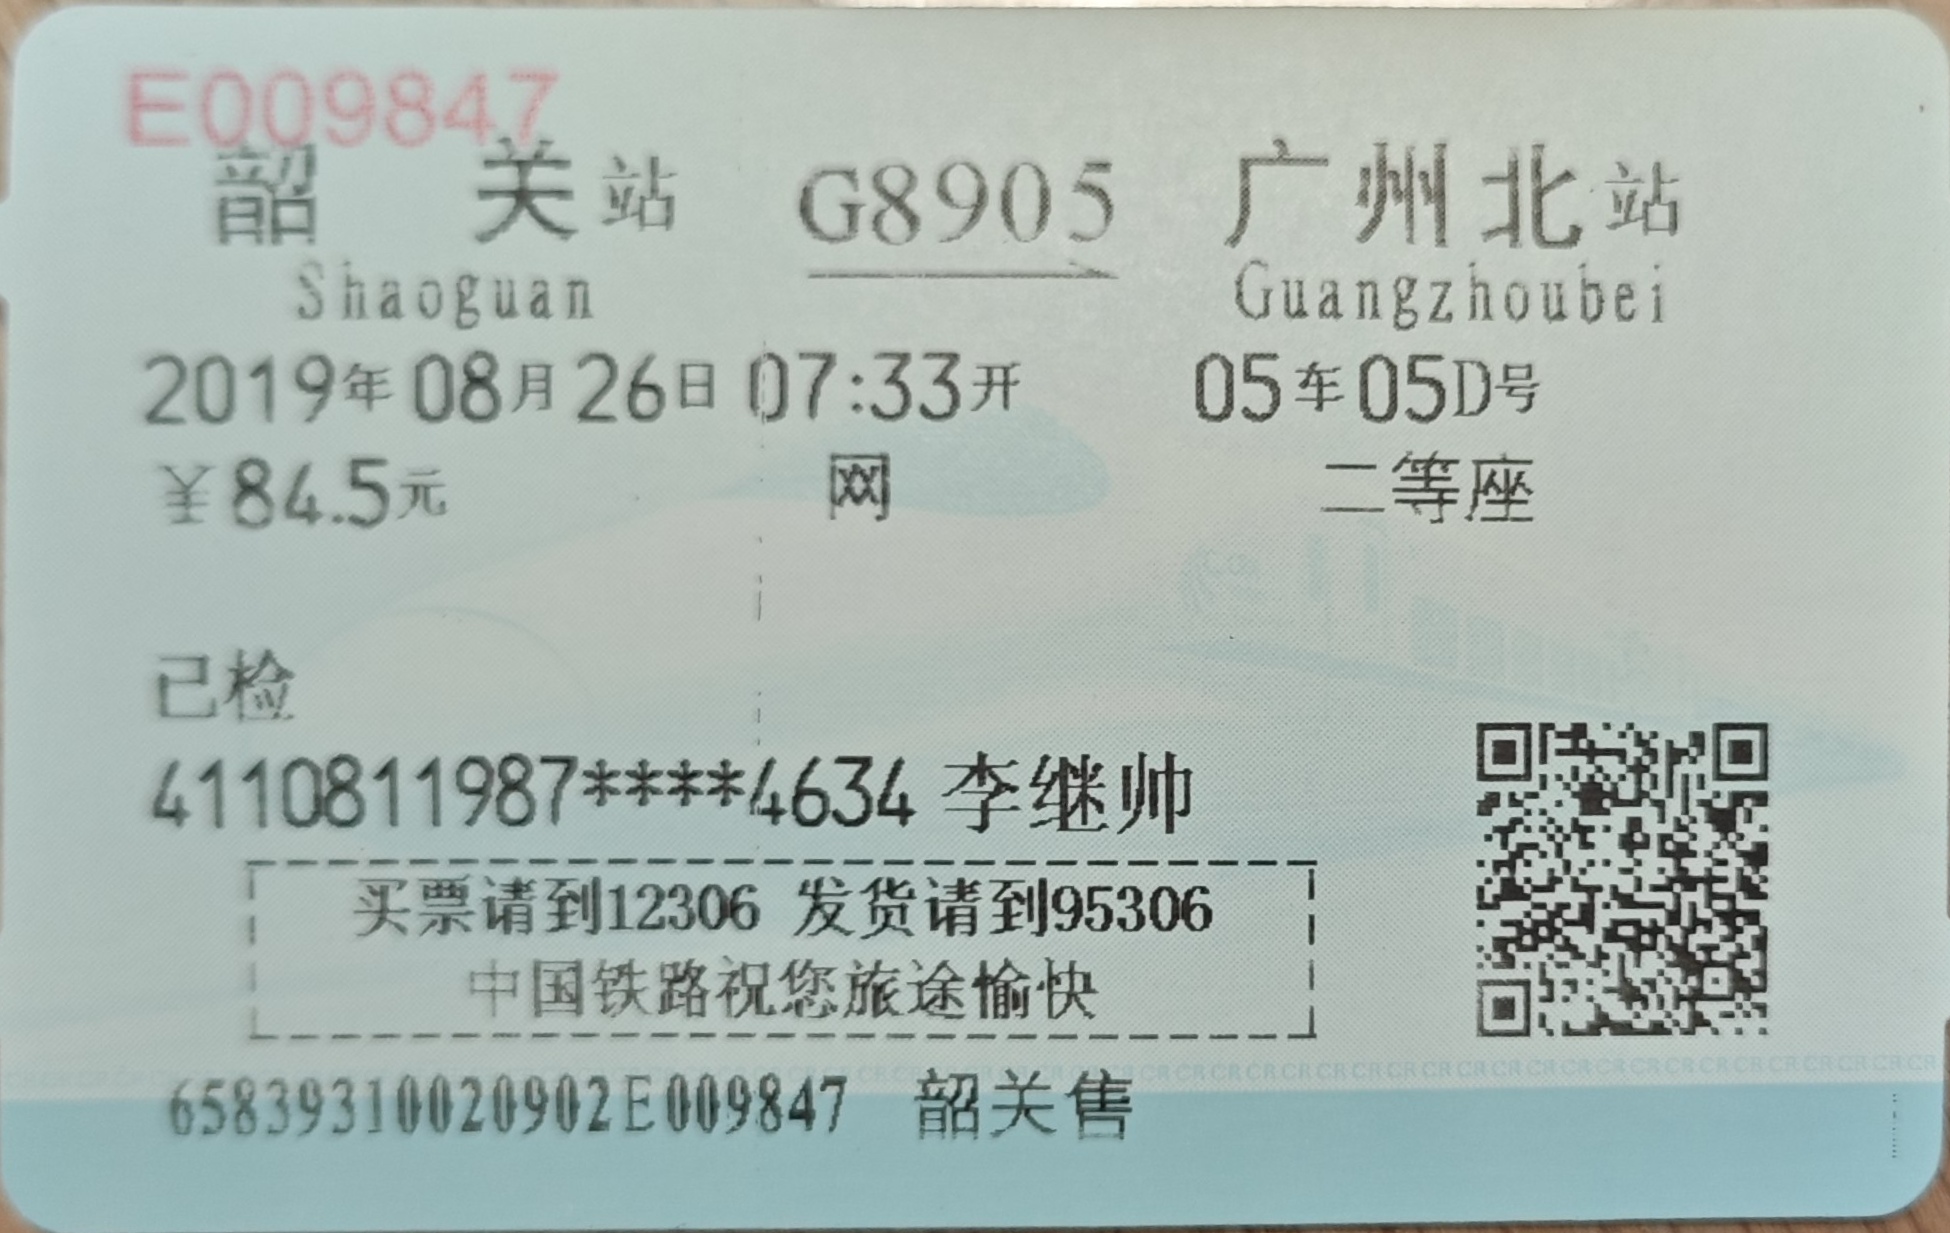 E009847
韶关站 G8905 广州北站
Shaoguan Guangzhoubei
2019年08月26日 07:33开 05车05D号
￥84.5元 网 二等座
已检
4110811987****4634 李继帅
买票请到12306 发货请到95306
中国铁路祝您旅途愉快
CRCRCRCRCRCRCRCRCRCRCRCR
65839310020902E009847 韶关售